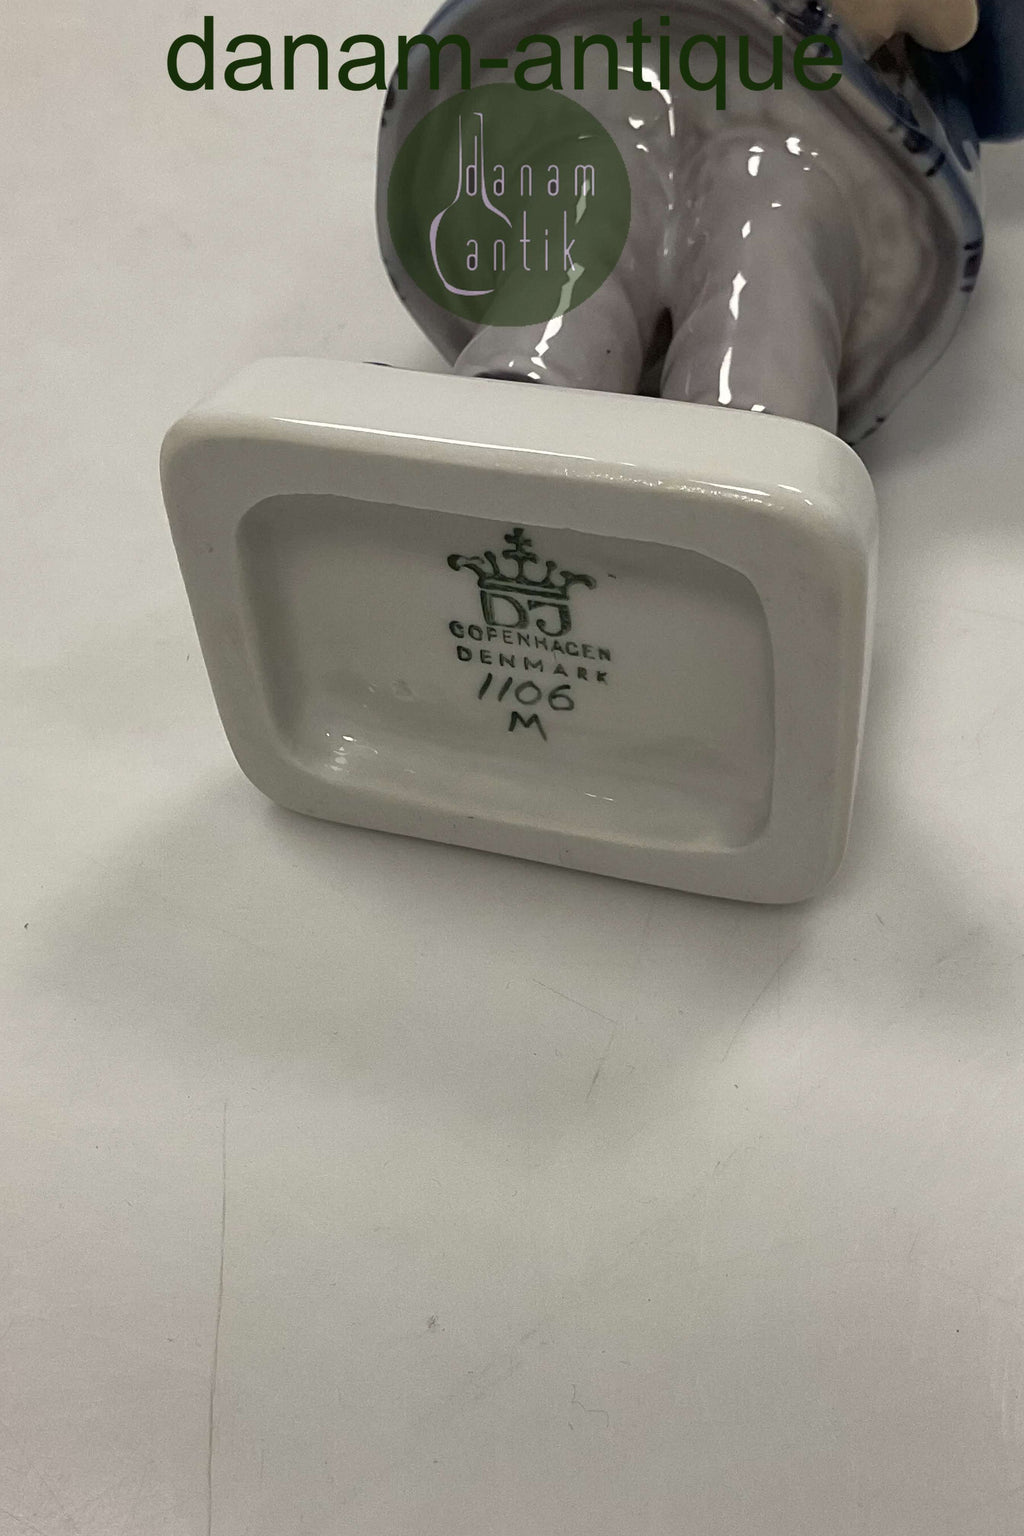 danam-antique
danam
antik
DJ
COPENHAGEN
DENMARK
1106
M